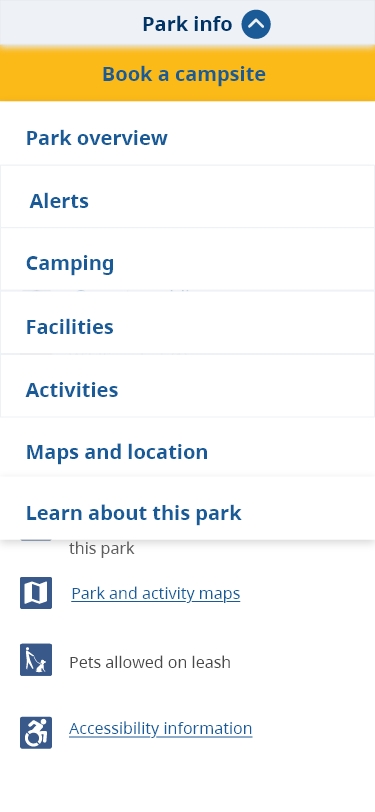 Park info
Book a campsite
Park overview
Alerts
Camping
Facilities
Activities
Maps and location
Learn about this park
this park
Park and activity maps
Pets allowed on leash
Accessibility information